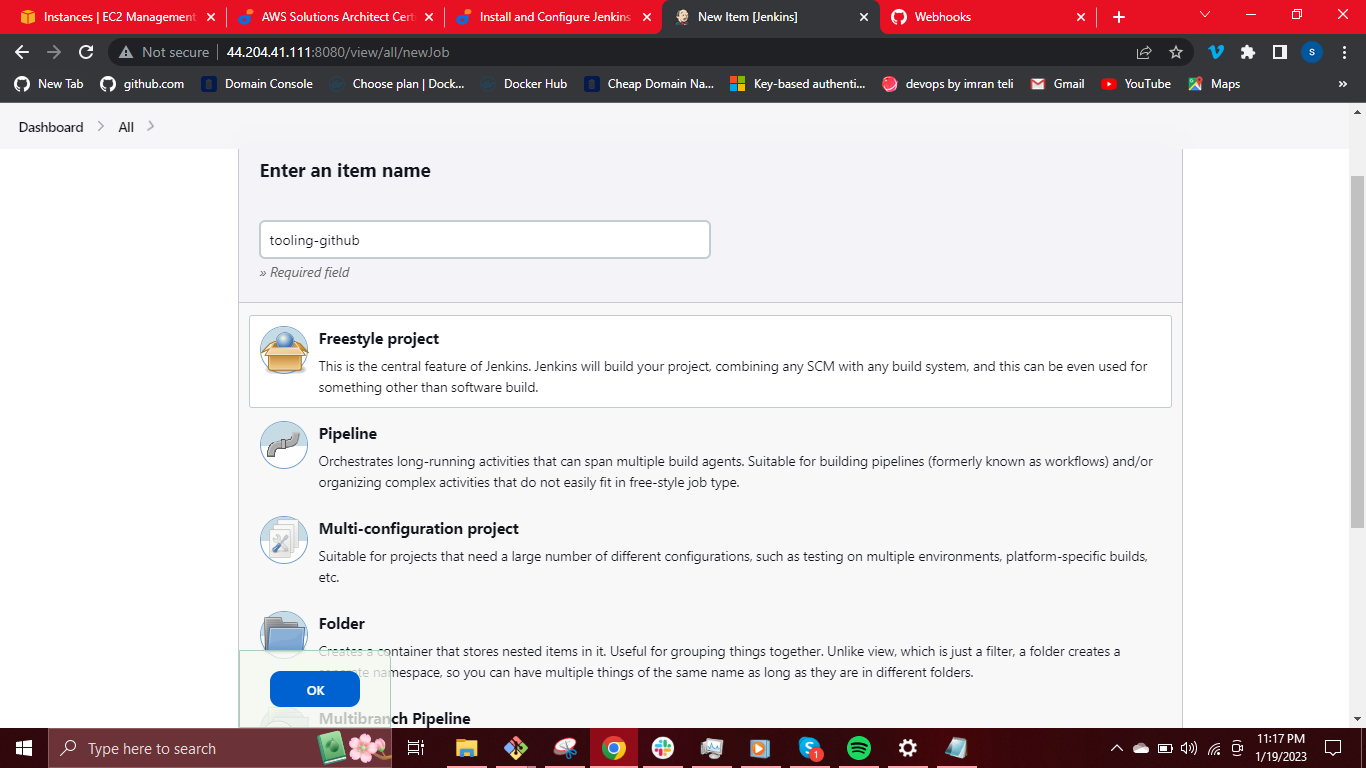 Instances | EC2 Management
AWS Solutions Architect Cert
Install and Configure Jenkins
New Item [Jenkins]
Webhooks
Not secure
44.204.41.111:8080/view/all/newJob
s
New Tab
github.com
Domain Console
Choose plan | Dock...
Docker Hub
Cheap Domain Na...
Key-based authenti...
devops by imran teli
Gmail
YouTube
Maps
»
Dashboard
All
Enter an item name
tooling-github
» Required field
Freestyle project
This is the central feature of Jenkins. Jenkins will build your project, combining any SCM with any build system, and this can be even used for
something other than software build.
Pipeline
Orchestrates long-running activities that can span multiple build agents. Suitable for building pipelines (formerly known as workflows) and/or
organizing complex activities that do not easily fit in free-style job type.
Multi-configuration project
Suitable for projects that need a large number of different configurations, such as testing on multiple environments, platform-specific builds,
etc.
Folder
Creates a container that stores nested items in it. Useful for grouping things together. Unlike view, which is just a filter, a folder creates a
separate namespace, so you can have multiple things of the same name as long as they are in different folders.
OK
Multibranch Pipeline
Type here to search
1
11:17 PM
1/19/2023